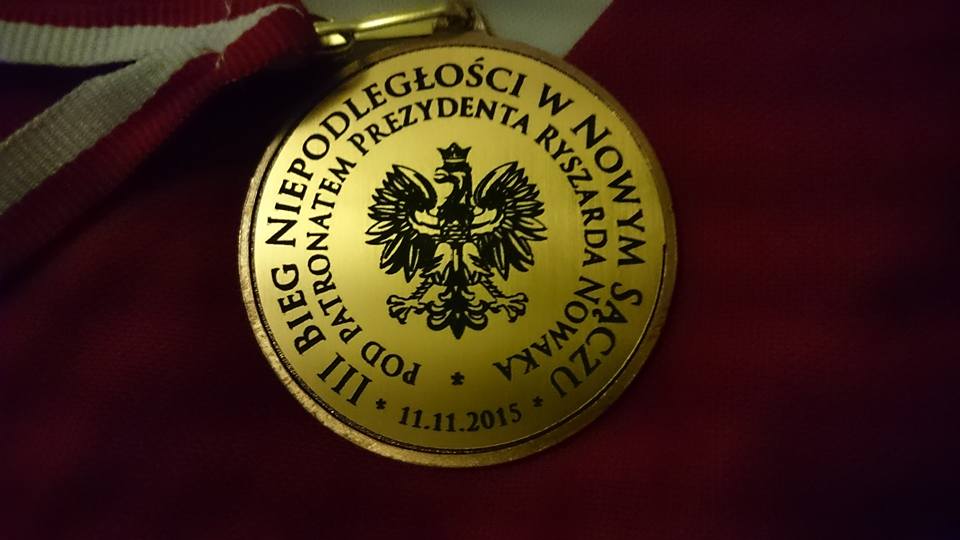 III BIEG NIEPODLEGŁOŚCI W NOWYM SĄCZU
POD PATRONATEM PREZYDENTA RYSZARDA NOWAKA
* 11.11.2015 *